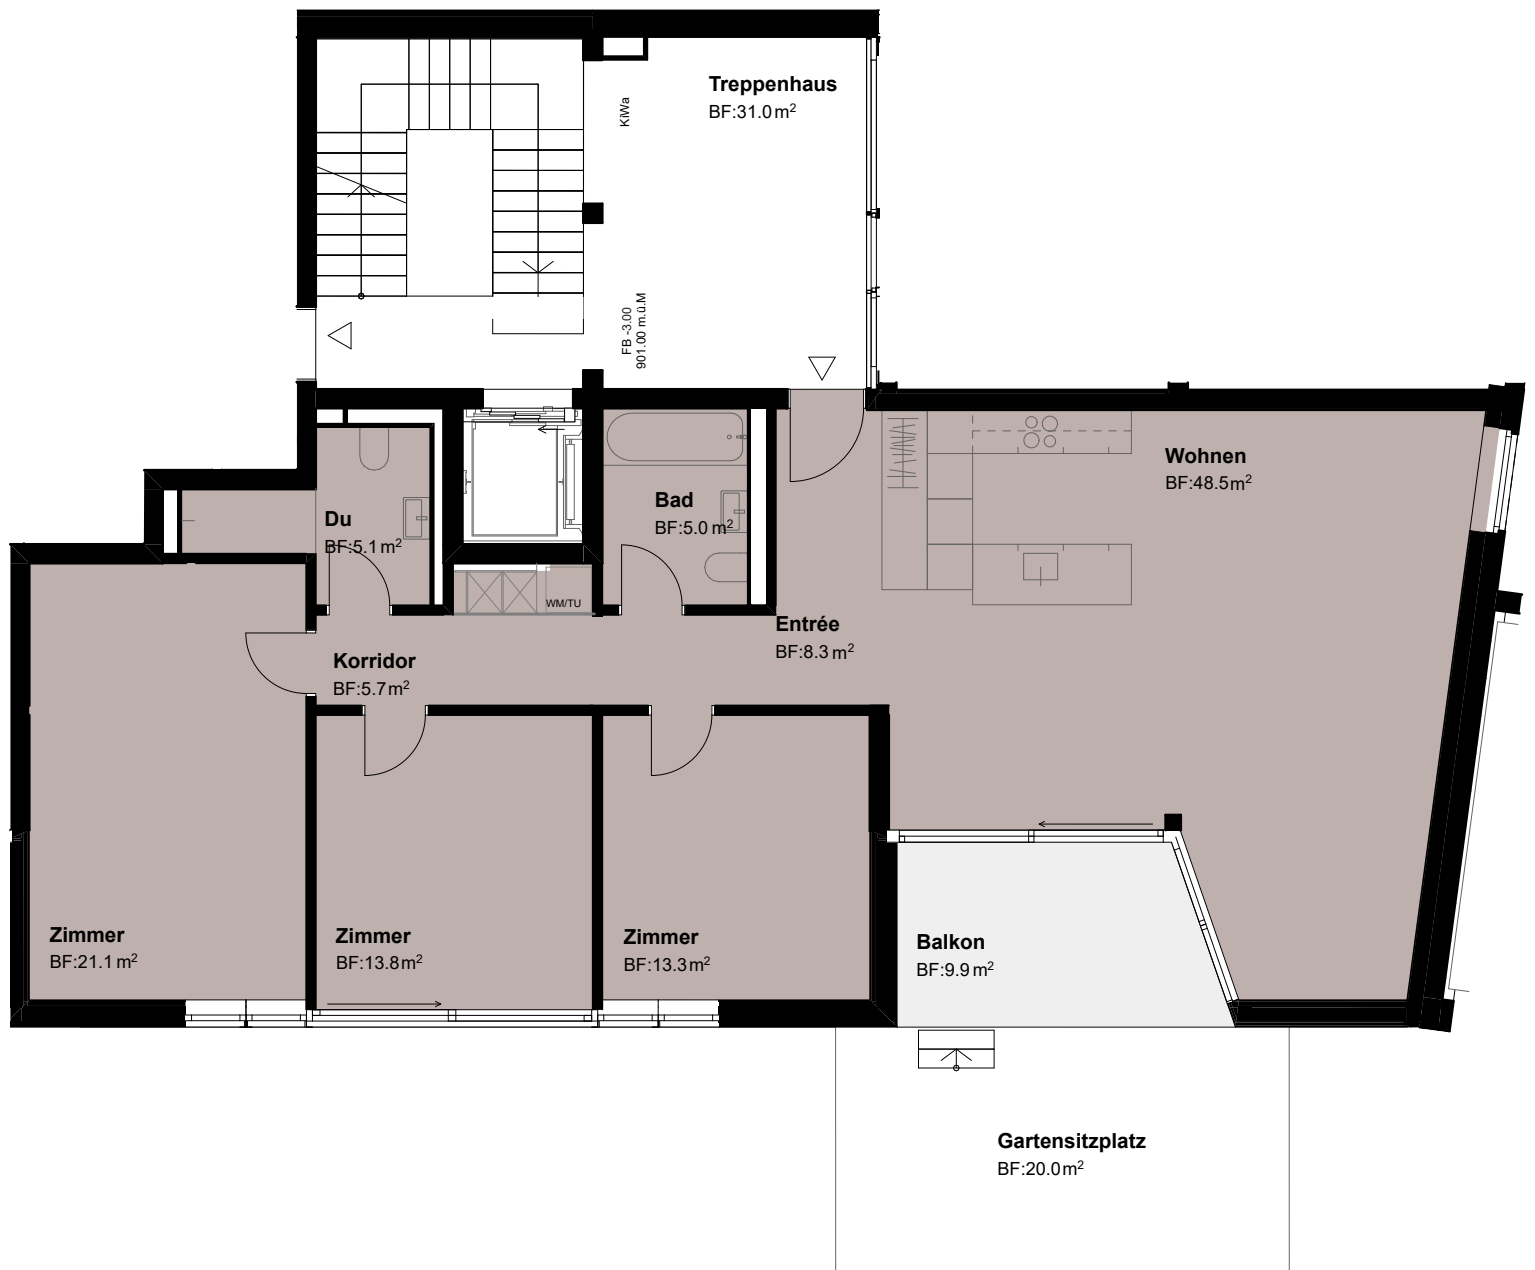 Treppenhaus
BF:31.0 m²
KiWa
FB -3.00
901.00 m.ü.M
Wohnen
BF:48.5 m²
Bad
BF:5.0 m²
Du
BF:5.1 m²
WM/TU
Entrée
BF:8.3 m²
Korridor
BF:5.7 m²
Zimmer
BF:21.1 m²
Zimmer
BF:13.8 m²
Zimmer
BF:13.3 m²
Balkon
BF:9.9 m²
Gartensitzplatz
BF:20.0 m²